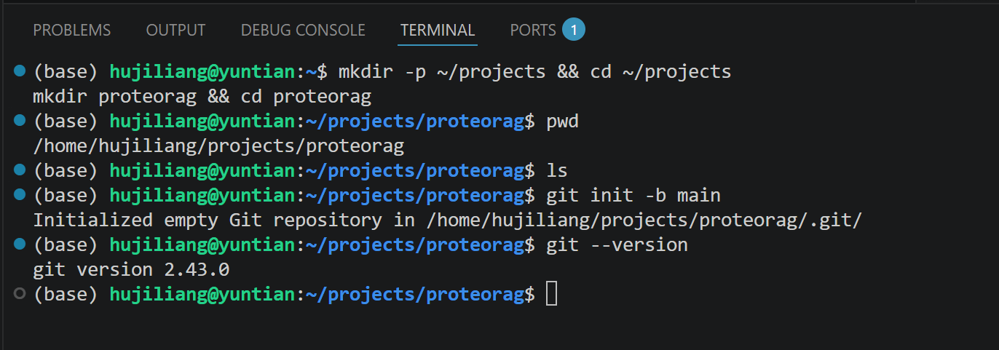 PROBLEMS OUTPUT DEBUG CONSOLE TERMINAL PORTS 1
(base) hujiliang@yuntian:~$ mkdir -p ~/projects && cd ~/projects
mkdir proteorag && cd proteorag
(base) hujiliang@yuntian:~/projects/proteorag$ pwd
/home/hujiliang/projects/proteorag
(base) hujiliang@yuntian:~/projects/proteorag$ ls
(base) hujiliang@yuntian:~/projects/proteorag$ git init -b main
Initialized empty Git repository in /home/hujiliang/projects/proteorag/.git/
(base) hujiliang@yuntian:~/projects/proteorag$ git --version
git version 2.43.0
(base) hujiliang@yuntian:~/projects/proteorag$